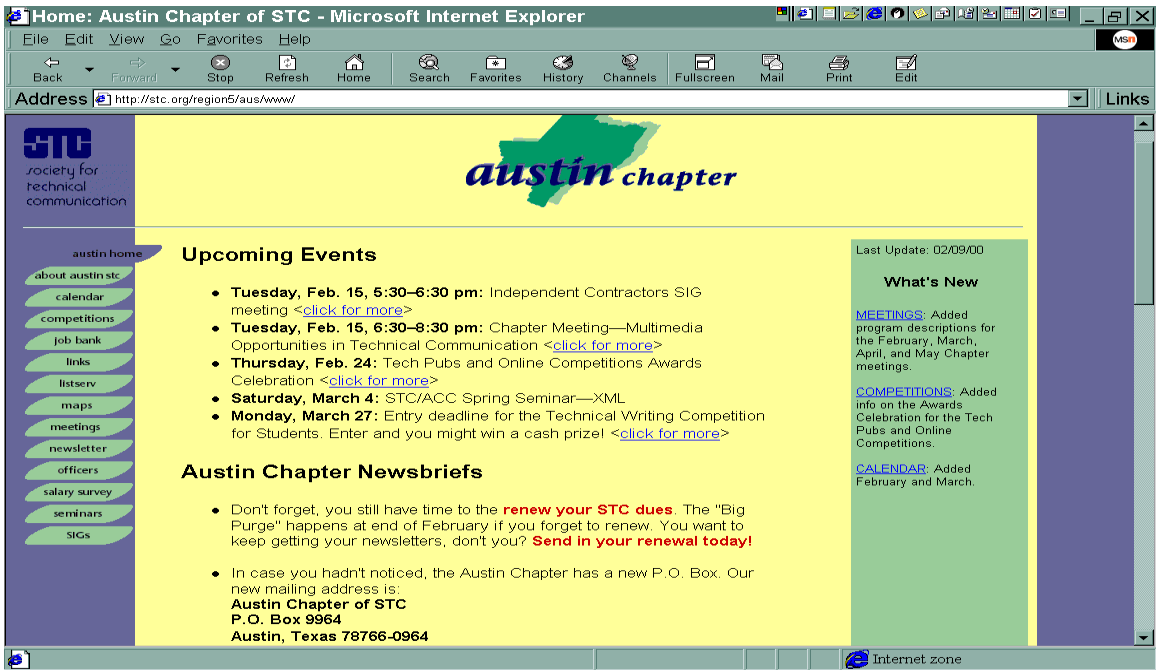 Home: Austin Chapter of STC - Microsoft Internet Explorer
File Edit View Go Favorites Help
msn
Back Forward Stop Refresh Home Search Favorites History Channels Fullscreen Mail Print Edit
Address http://stc.org/region5/aus/www/ Links
STC
society for
technical
communication
austin chapter
austin home
about austin stc
calendar
competitions
job bank
links
listserv
maps
meetings
newsletter
officers
salary survey
seminars
SIGs
Upcoming Events
• Tuesday, Feb. 15, 5:30–6:30 pm: Independent Contractors SIG
meeting <click for more>
• Tuesday, Feb. 15, 6:30–8:30 pm: Chapter Meeting—Multimedia
Opportunities in Technical Communication <click for more>
• Thursday, Feb. 24: Tech Pubs and Online Competitions Awards
Celebration <click for more>
• Saturday, March 4: STC/ACC Spring Seminar—XML
• Monday, March 27: Entry deadline for the Technical Writing Competition
for Students. Enter and you might win a cash prize! <click for more>
Austin Chapter Newsbriefs
• Don't forget, you still have time to the renew your STC dues. The "Big
Purge" happens at end of February if you forget to renew. You want to
keep getting your newsletters, don't you? Send in your renewal today!
• In case you hadn't noticed, the Austin Chapter has a new P.O. Box. Our
new mailing address is:
Austin Chapter of STC
P.O. Box 9964
Austin, Texas 78766-0964
Last Update: 02/09/00
What's New
MEETINGS: Added
program descriptions for
the February, March,
April, and May Chapter
meetings.
COMPETITIONS: Added
info on the Awards
Celebration for the Tech
Pubs and Online
Competitions.
CALENDAR: Added
February and March.
Internet zone